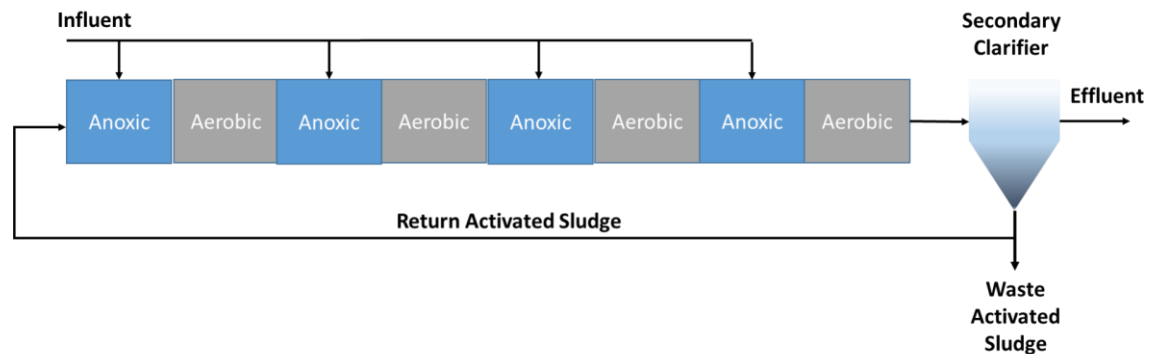 Influent
Secondary
Clarifier
Effluent
Anoxic
Aerobic
Anoxic
Aerobic
Anoxic
Aerobic
Anoxic
Aerobic
Return Activated Sludge
Waste
Activated
Sludge